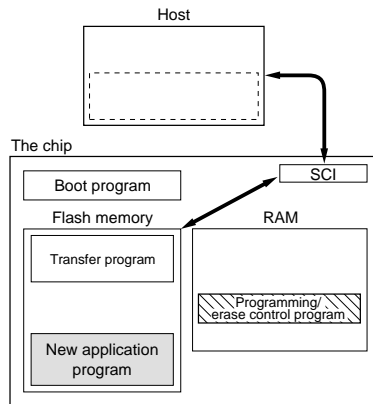 Host
The chip
SCI
Boot program
Flash memory
RAM
Transfer program
Programming/
erase control program
New application
program